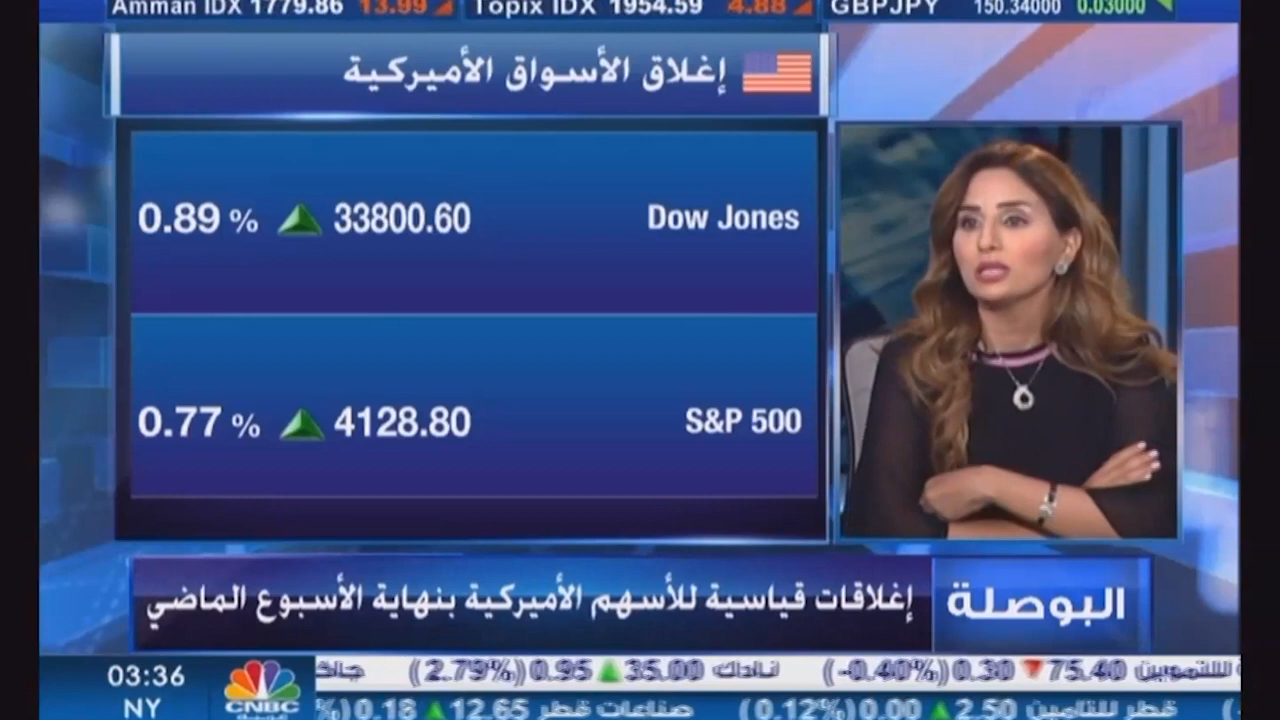 Amman IDX 1779.86 13.99 Topix IDX 1954.59 4.88 GBPJPY 150.34000 0.03000
إغلاق الأسواق الأميركية
Dow Jones 33800.60 0.89 %
S&P 500 4128.80 0.77 %
البوصلة
إغلاقات قياسية للأسهم الأميركية بنهاية الأسبوع الماضي
03:36
NY
CNBC
عربية
للتموين 75.40 0.30 (-0.40%) نادك 35.00 0.95 (2.79%)
قطر للتامين 2.50 0.00 (0.12%) صناعات قطر 12.65 0.18